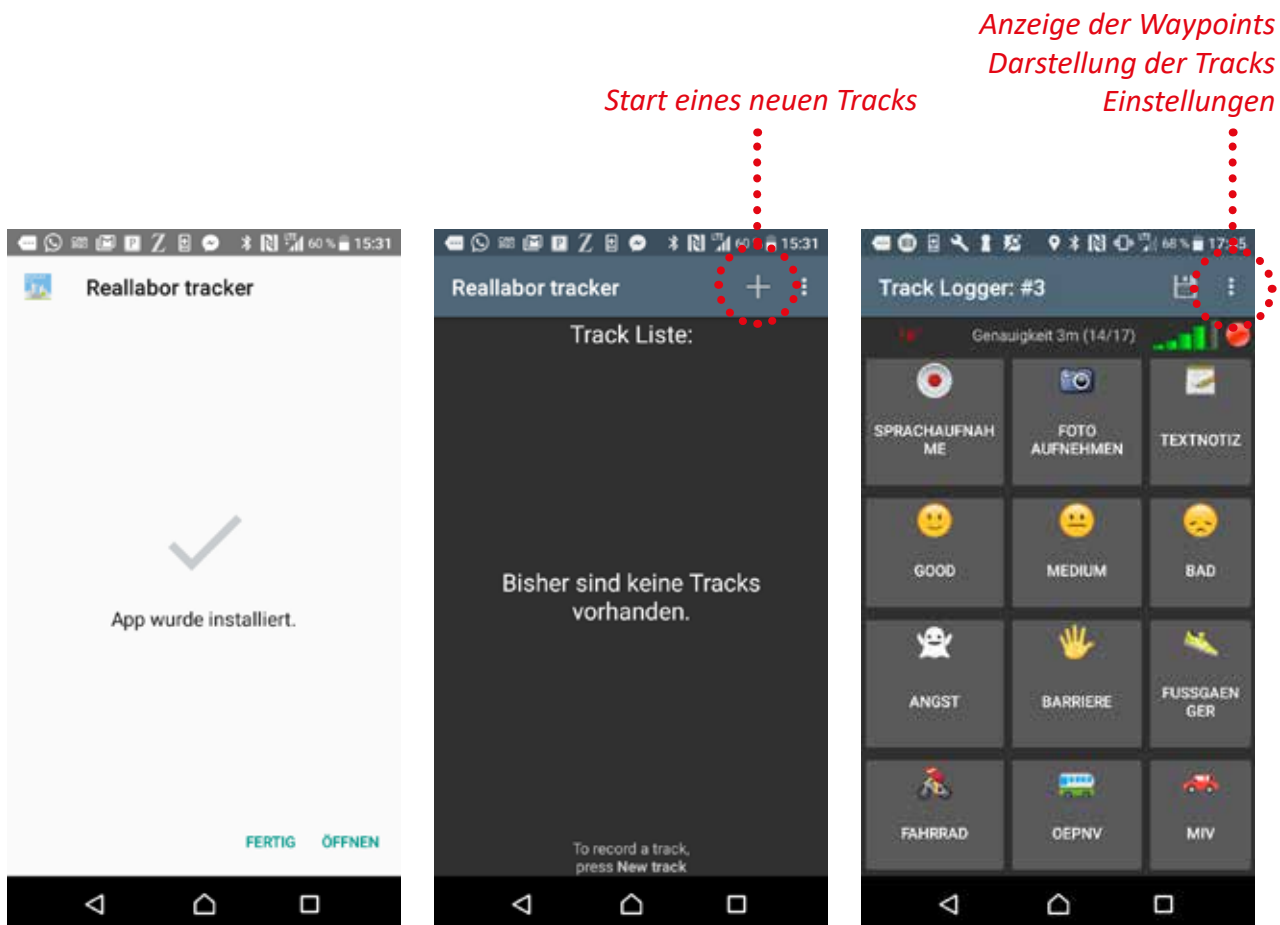 Anzeige der Waypoints
Darstellung der Tracks
Einstellungen
Start eines neuen Tracks
60 % 15:31
Reallabor tracker
App wurde installiert.
FERTIG ÖFFNEN
15:31
Reallabor tracker
Track Liste:
Bisher sind keine Tracks
vorhanden.
To record a track,
press New track
68 %
Track Logger: #3
Genauigkeit 3m (14/17)
SPRACHAUFNAH
ME
FOTO
AUFNEHMEN
TEXTNOTIZ
GOOD
MEDIUM
BAD
ANGST
BARRIERE
FUSSGAEN
GER
FAHRRAD
OEPNV
MIV